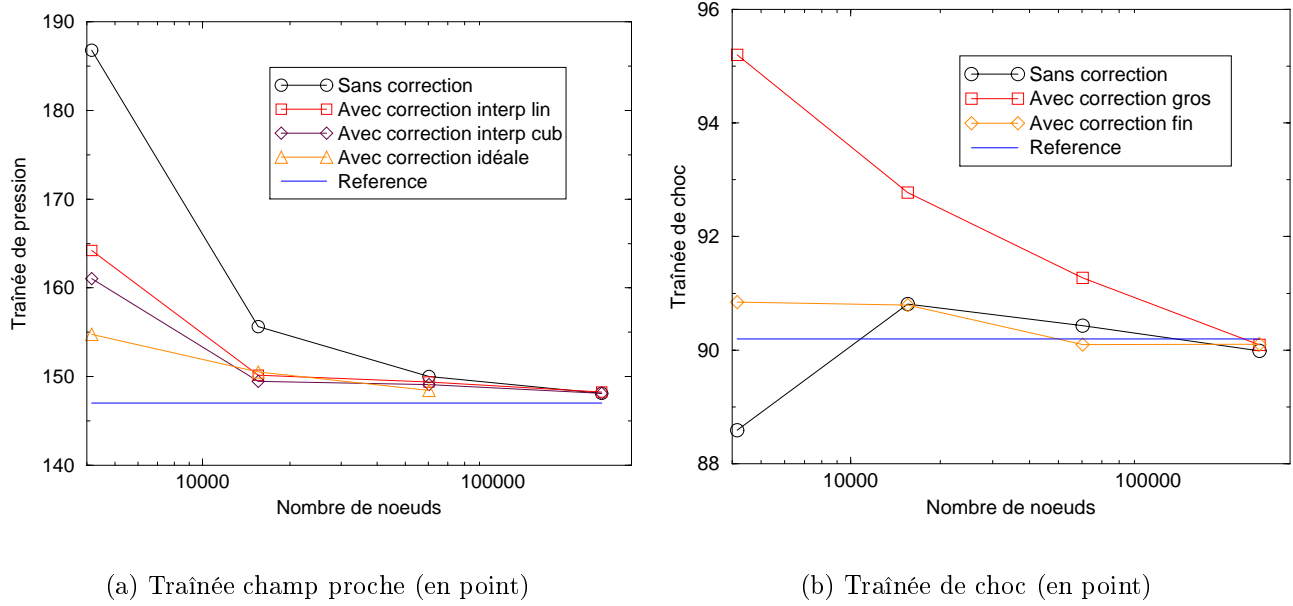 190
180
170
160
150
140
Traînée de pression
10000
100000
Nombre de noeuds
Sans correction
Avec correction interp lin
Avec correction interp cub
Avec correction idéale
Reference
(a) Traînée champ proche (en point)
96
94
92
90
88
Traînée de choc
10000
100000
Nombre de noeuds
Sans correction
Avec correction gros
Avec correction fin
Reference
(b) Traînée de choc (en point)